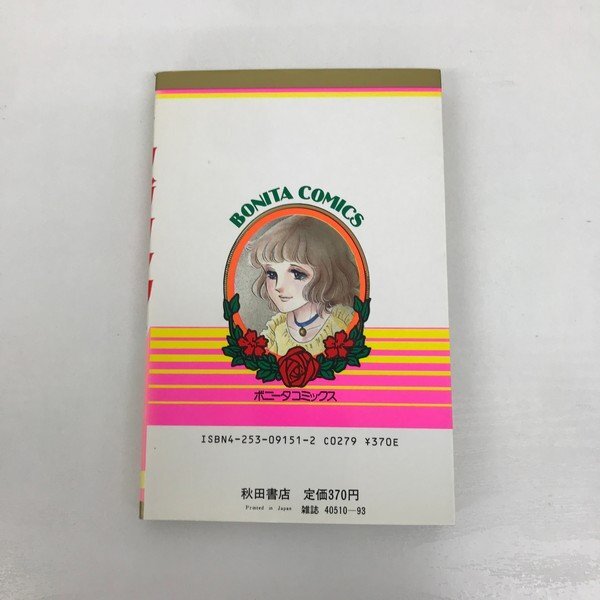 BONITA COMICS
ボニータコミックス
ISBN4-253-09151-2 C0279 ¥370E
秋田書店 定価370円
Printed in Japan 雑誌 40510-93